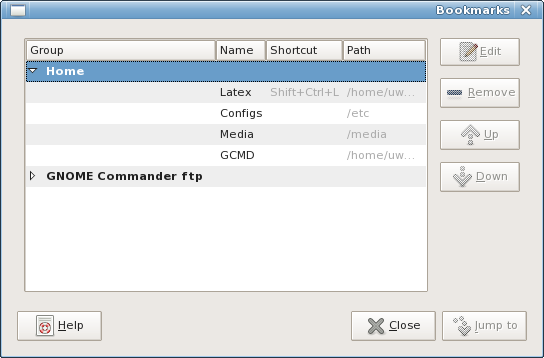 Bookmarks
Group Name Shortcut Path
Home
Latex Shift+Ctrl+L /home/uw...
Configs /etc
Media /media
GCMD /home/uw...
GNOME Commander ftp
Edit
Remove
Up
Down
Help Close Jump to